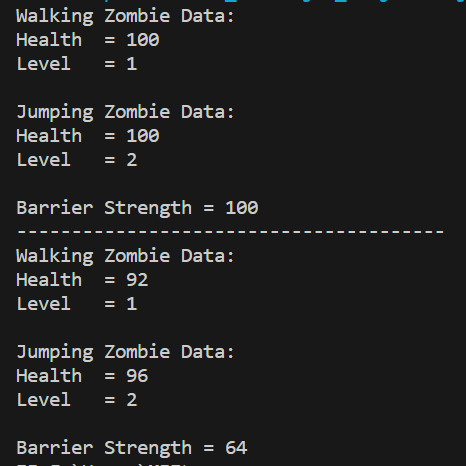 Walking Zombie Data:
Health  = 100
Level   = 1
Jumping Zombie Data:
Health  = 100
Level   = 2
Barrier Strength = 100
---------------------------------------
Walking Zombie Data:
Health  = 92
Level   = 1
Jumping Zombie Data:
Health  = 96
Level   = 2
Barrier Strength = 64